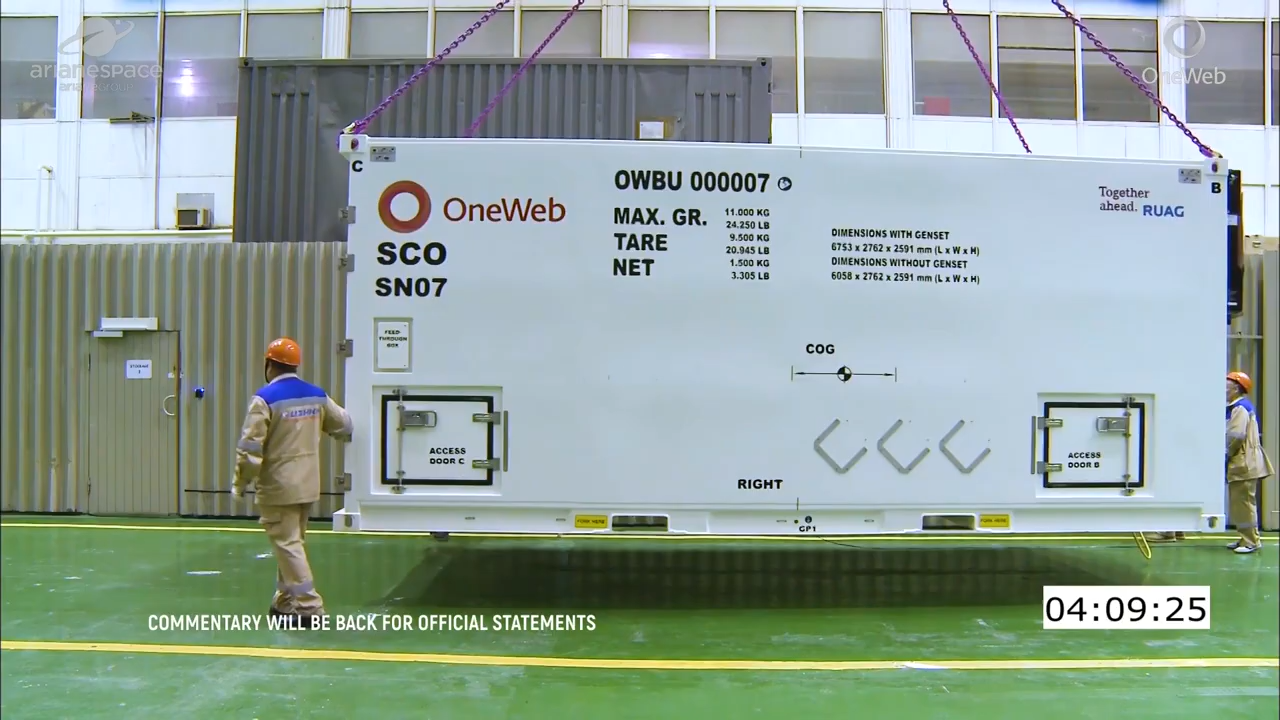 arianespace
arianeGROUP
OneWeb
C
B
OneWeb
SCO
SN07
OWBU 000007
MAX. GR. 11.000 KG
24.250 LB
TARE 9.500 KG
20.945 LB
NET 1.500 KG
3.305 LB
DIMENSIONS WITH GENSET
6753 x 2762 x 2591 mm (L x W x H)
DIMENSIONS WITHOUT GENSET
6058 x 2762 x 2591 mm (L x W x H)
Together
ahead. RUAG
FEED-
THROUGH
BOX
COG
ACCESS
DOOR C
ACCESS
DOOR B
RIGHT
FORK HERE
CP1
FORK HERE
COMMENTARY WILL BE BACK FOR OFFICIAL STATEMENTS
04:09:25